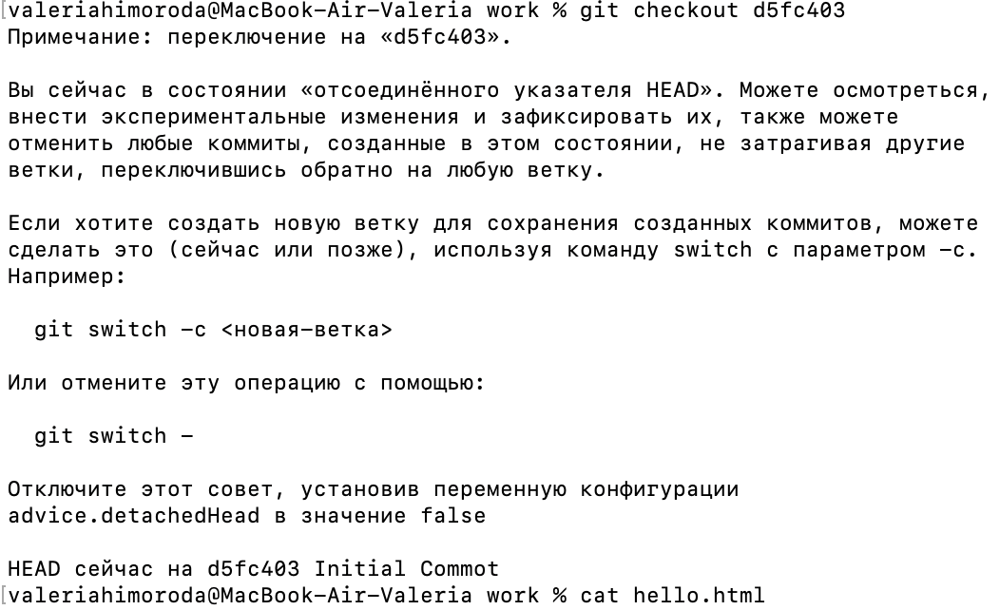 [valeriahimoroda@MacBook-Air-Valeria work % git checkout d5fc403
Примечание: переключение на «d5fc403».
Вы сейчас в состоянии «отсоединённого указателя HEAD». Можете осмотреться,
внести экспериментальные изменения и зафиксировать их, также можете
отменить любые коммиты, созданные в этом состоянии, не затрагивая другие
ветки, переключившись обратно на любую ветку.
Если хотите создать новую ветку для сохранения созданных коммитов, можете
сделать это (сейчас или позже), используя команду switch с параметром -c.
Например:
git switch -c <новая-ветка>
Или отмените эту операцию с помощью:
git switch -
Отключите этот совет, установив переменную конфигурации
advice.detachedHead в значение false
HEAD сейчас на d5fc403 Initial Commot
[valeriahimoroda@MacBook-Air-Valeria work % cat hello.html